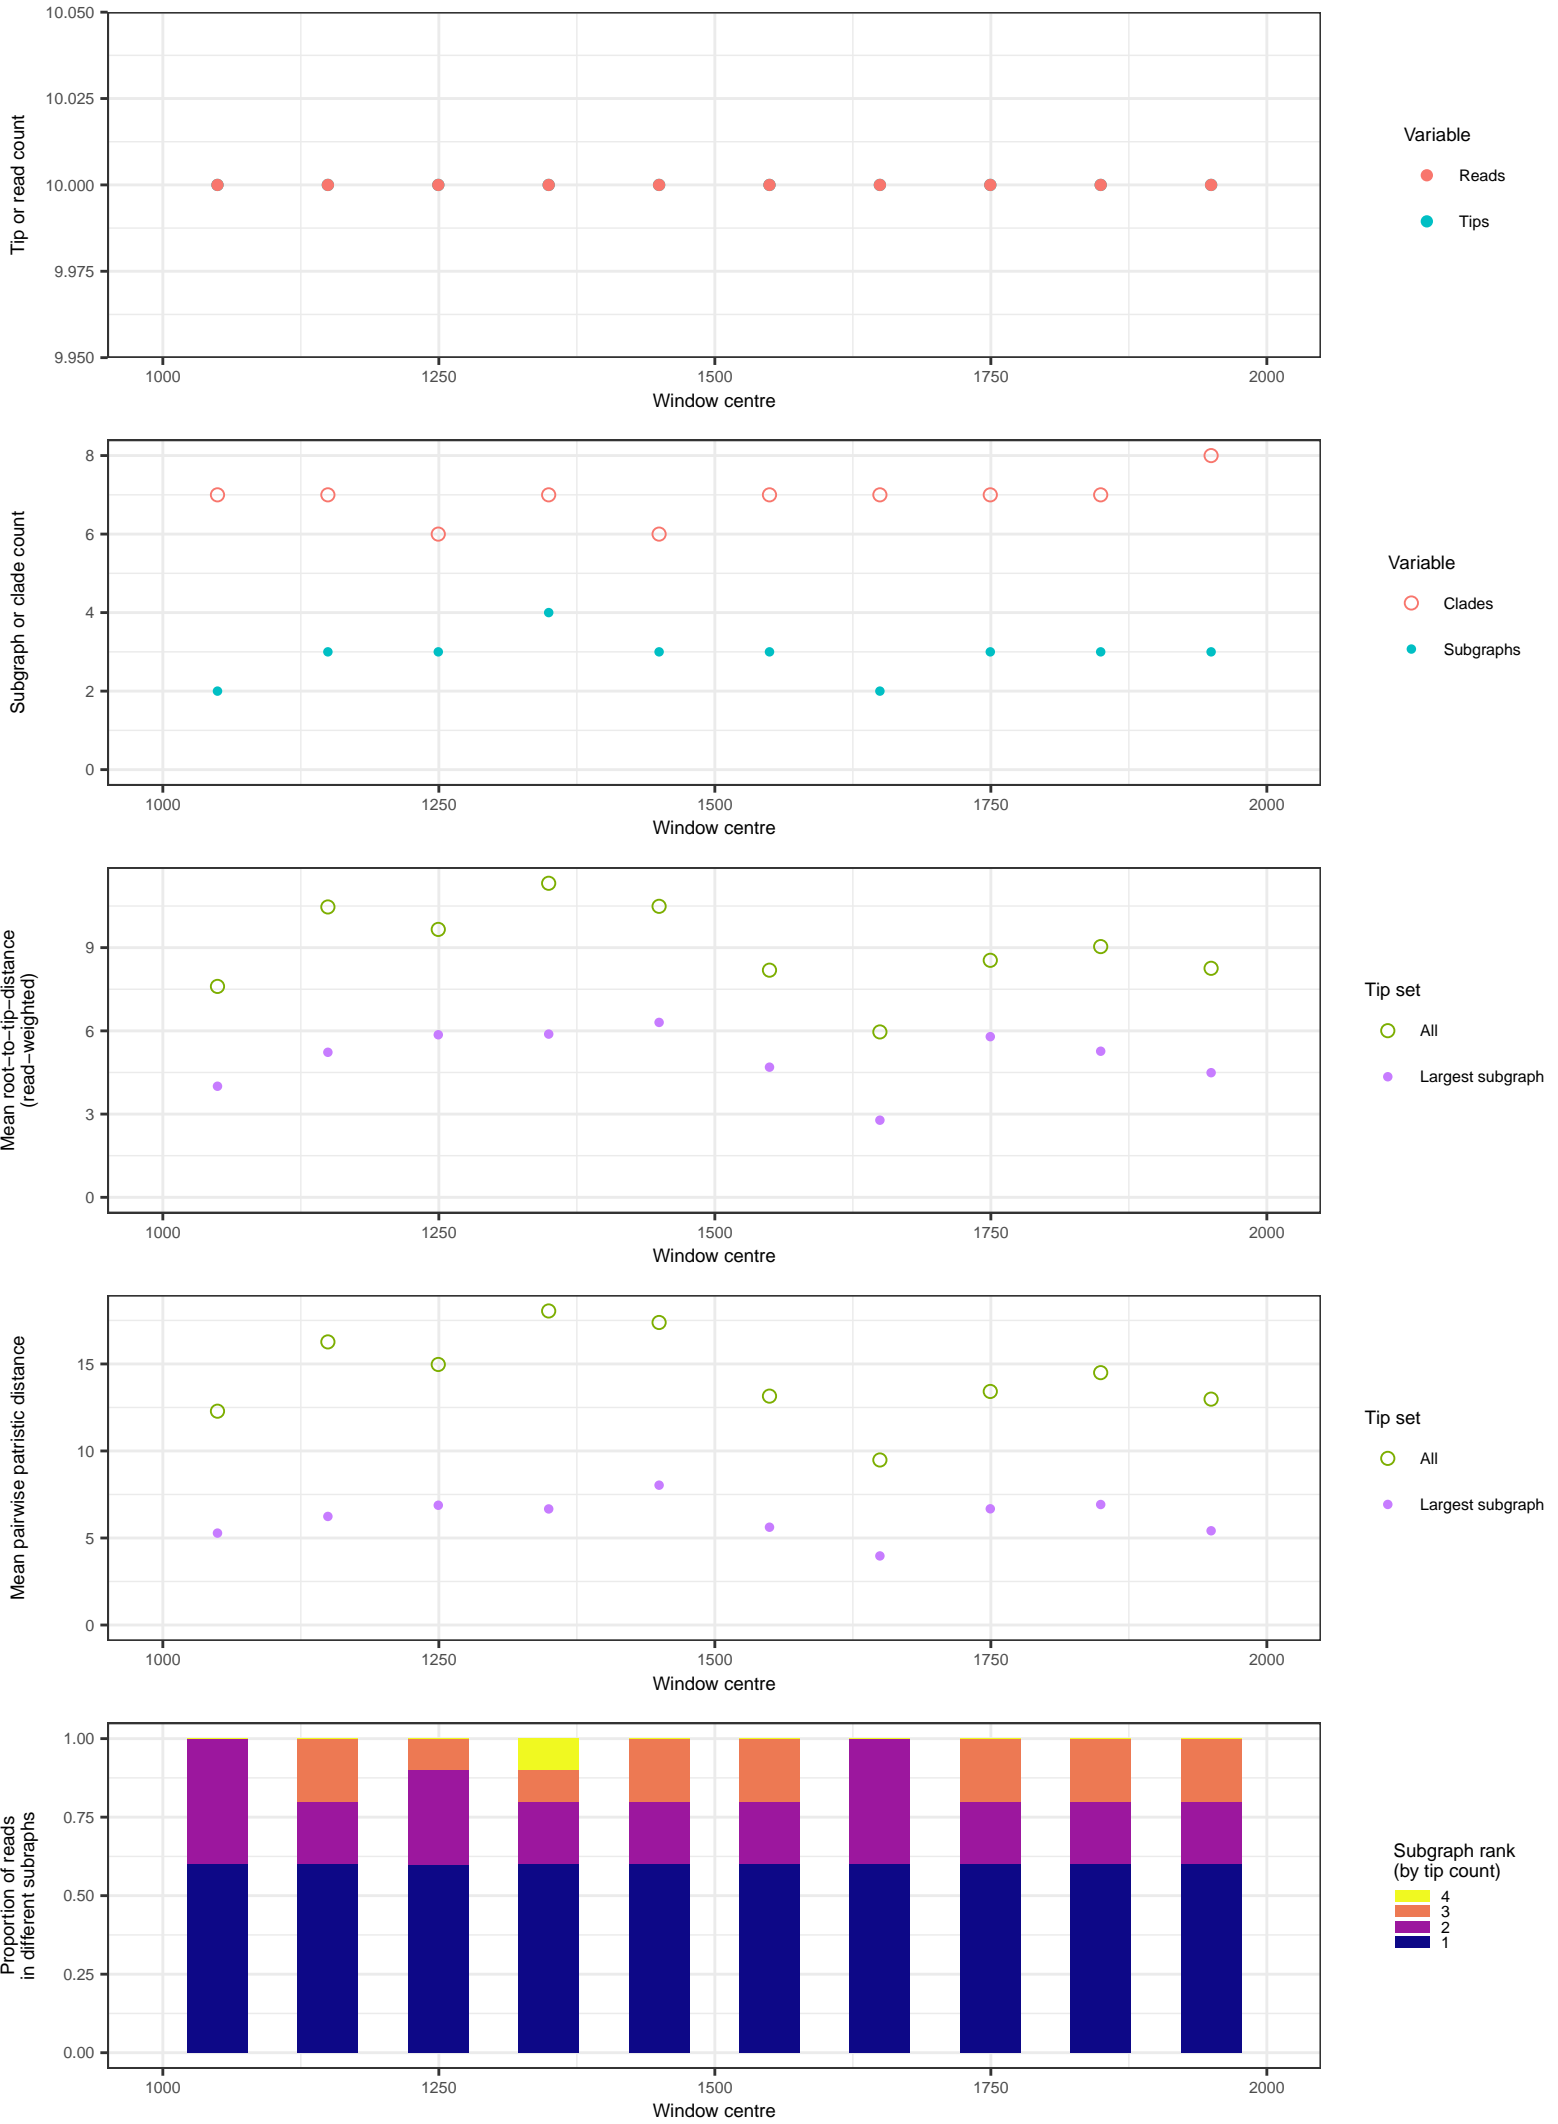 10.050
10.025
10.000
9.975
9.950
Tip or read count
1000 1250 1500 1750 2000
Window centre
Variable
Reads
Tips
8
6
4
2
0
Subgraph or clade count
1000 1250 1500 1750 2000
Window centre
Variable
Clades
Subgraphs
9
6
3
0
Mean root−to−tip−distance
(read−weighted)
1000 1250 1500 1750 2000
Window centre
Tip set
All
Largest subgraph
15
10
5
0
Mean pairwise patristic distance
1000 1250 1500 1750 2000
Window centre
Tip set
All
Largest subgraph
1.00
0.75
0.50
0.25
0.00
Proportion of reads
in different subraphs
1000 1250 1500 1750 2000
Window centre
Subgraph rank
(by tip count)
4
3
2
1